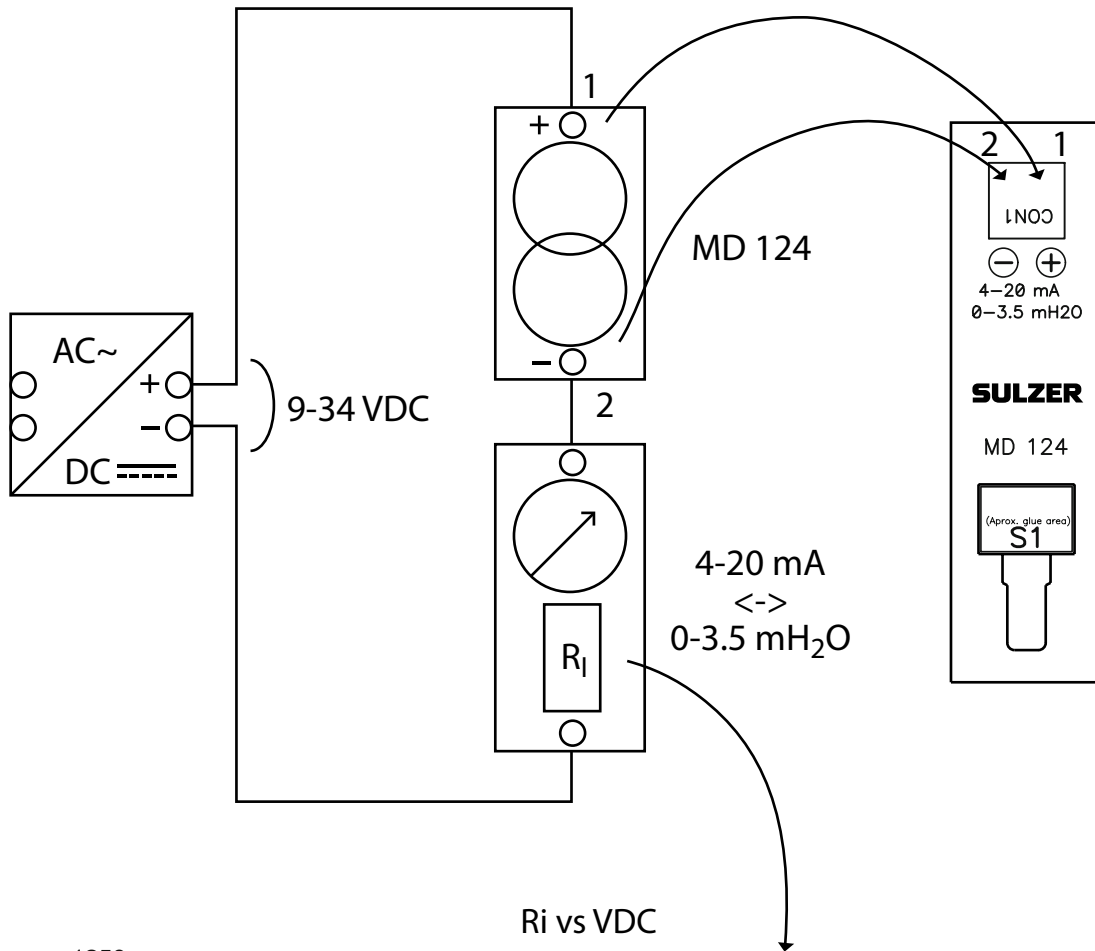 1
+
2 1
CON1
MD 124
− +
4-20 mA
0-3.5 mH2O
AC~
+
−
DC
9-34 VDC
−
2
SULZER
MD 124
(Aprox. glue area)
S1
4-20 mA
<->
0-3.5 mH₂O
R_I
Ri vs VDC